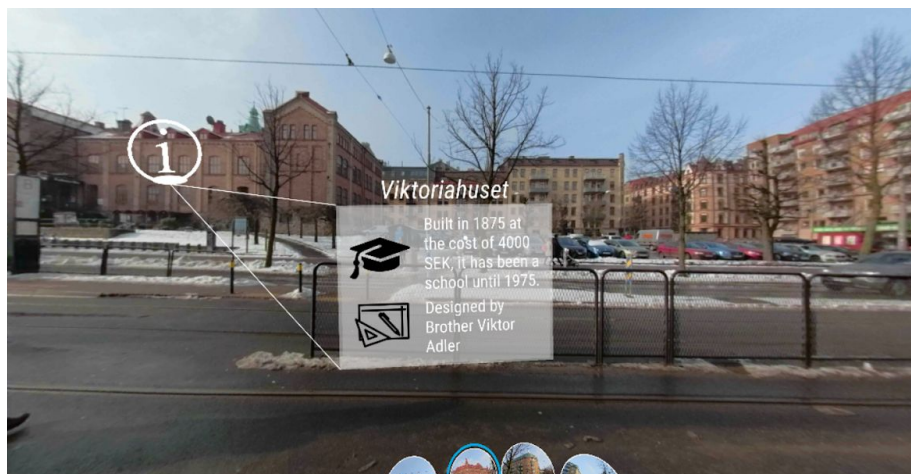 i
Viktoriahuset
Built in 1875 at
the cost of 4000
SEK, it has been a
school until 1975.
Designed by
Brother Viktor
Adler